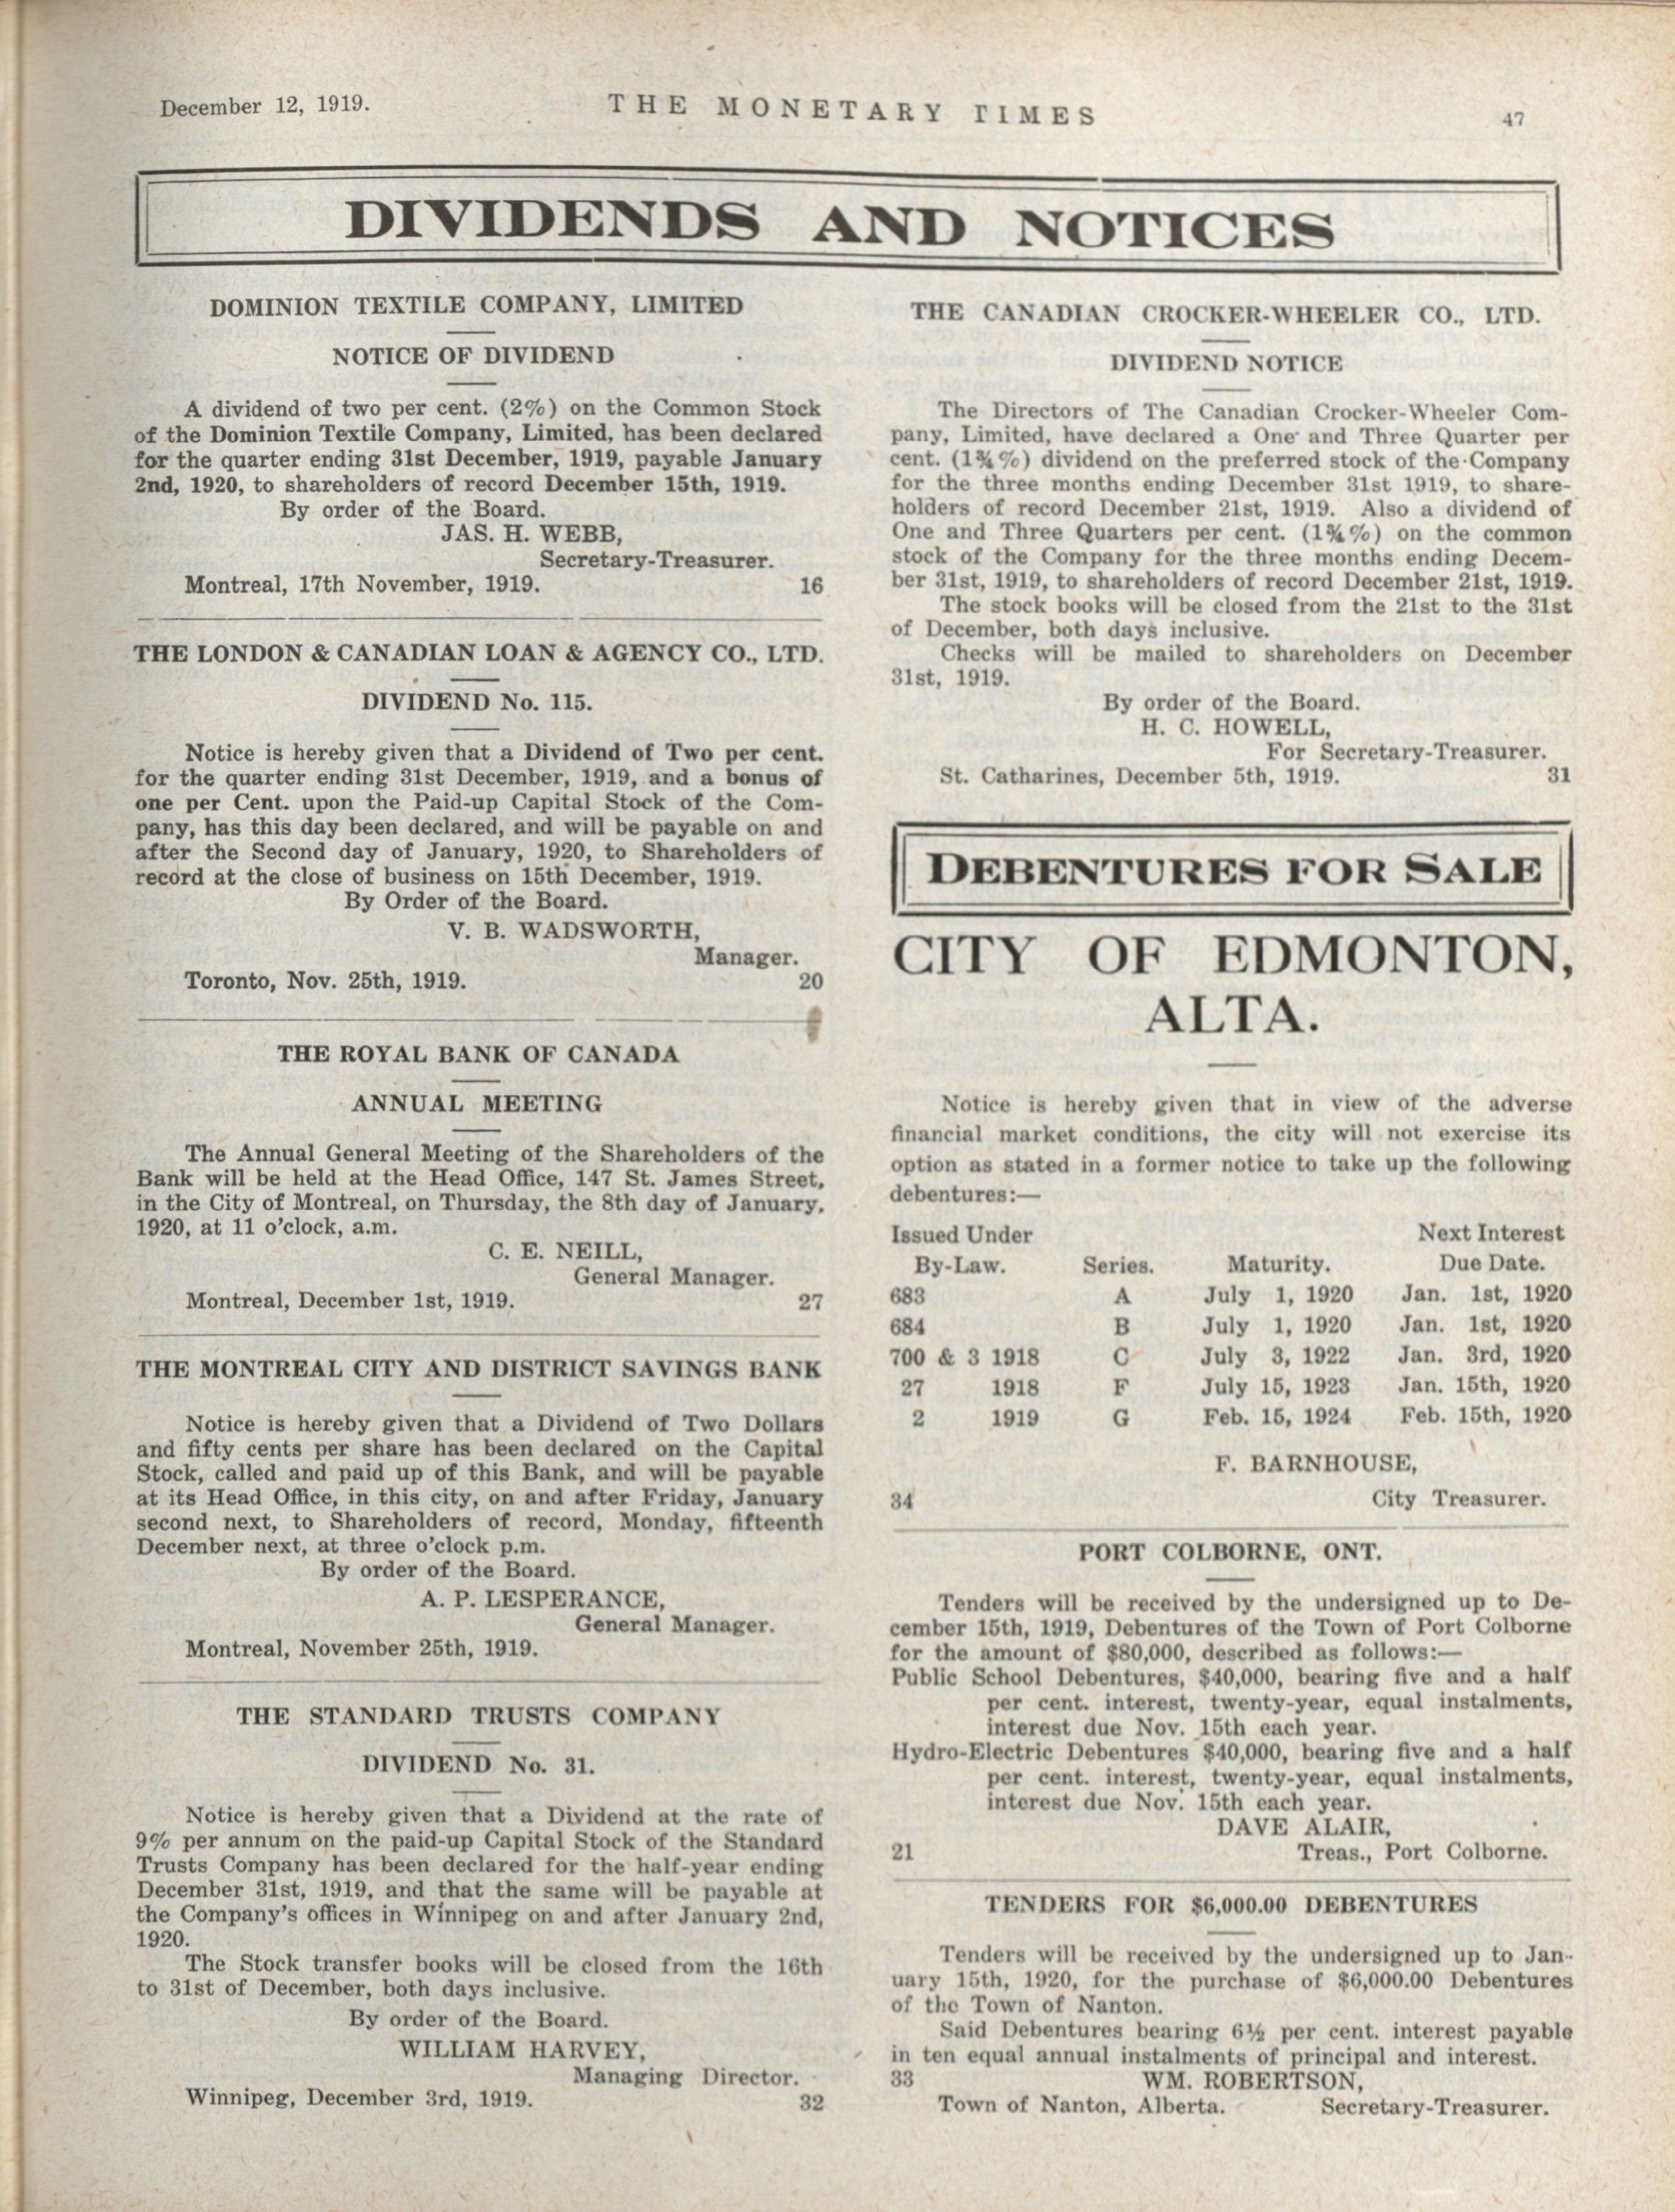 December 12, 1919.
THE MONETARY TIMES
47
DIVIDENDS AND NOTICES
DOMINION TEXTILE COMPANY, LIMITED
NOTICE OF DIVIDEND
A dividend of two per cent. (2%) on the Common Stock
of the Dominion Textile Company, Limited, has been declared
for the quarter ending 31st December, 1919, payable January
2nd, 1920, to shareholders of record December 15th, 1919.
By order of the Board.
JAS. H. WEBB,
Secretary-Treasurer.
Montreal, 17th November, 1919. 16
THE LONDON & CANADIAN LOAN & AGENCY CO., LTD.
DIVIDEND No. 115.
Notice is hereby given that a Dividend of Two per cent.
for the quarter ending 31st December, 1919, and a bonus of
one per Cent. upon the Paid-up Capital Stock of the Com-
pany, has this day been declared, and will be payable on and
after the Second day of January, 1920, to Shareholders of
record at the close of business on 15th December, 1919.
By Order of the Board.
V. B. WADSWORTH,
Manager.
Toronto, Nov. 25th, 1919. 20
THE ROYAL BANK OF CANADA
ANNUAL MEETING
The Annual General Meeting of the Shareholders of the
Bank will be held at the Head Office, 147 St. James Street,
in the City of Montreal, on Thursday, the 8th day of January,
1920, at 11 o'clock, a.m.
C. E. NEILL,
General Manager.
Montreal, December 1st, 1919. 27
THE MONTREAL CITY AND DISTRICT SAVINGS BANK
Notice is hereby given that a Dividend of Two Dollars
and fifty cents per share has been declared on the Capital
Stock, called and paid up of this Bank, and will be payable
at its Head Office, in this city, on and after Friday, January
second next, to Shareholders of record, Monday, fifteenth
December next, at three o'clock p.m.
By order of the Board.
A. P. LESPERANCE,
General Manager.
Montreal, November 25th, 1919.
THE STANDARD TRUSTS COMPANY
DIVIDEND No. 31.
Notice is hereby given that a Dividend at the rate of
9% per annum on the paid-up Capital Stock of the Standard
Trusts Company has been declared for the half-year ending
December 31st, 1919, and that the same will be payable at
the Company's offices in Winnipeg on and after January 2nd,
1920.
The Stock transfer books will be closed from the 16th
to 31st of December, both days inclusive.
By order of the Board.
WILLIAM HARVEY,
Managing Director.
Winnipeg, December 3rd, 1919. 32
THE CANADIAN CROCKER-WHEELER CO., LTD.
DIVIDEND NOTICE
The Directors of The Canadian Crocker-Wheeler Com-
pany, Limited, have declared a One and Three Quarter per
cent. (1¾%) dividend on the preferred stock of the Company
for the three months ending December 31st 1919, to share-
holders of record December 21st, 1919. Also a dividend of
One and Three Quarters per cent. (1¾%) on the common
stock of the Company for the three months ending Decem-
ber 31st, 1919, to shareholders of record December 21st, 1919.
The stock books will be closed from the 21st to the 31st
of December, both days inclusive.
Checks will be mailed to shareholders on December
31st, 1919.
By order of the Board.
H. C. HOWELL,
For Secretary-Treasurer.
St. Catharines, December 5th, 1919. 31
DEBENTURES FOR SALE
CITY OF EDMONTON,
ALTA.
Notice is hereby given that in view of the adverse
financial market conditions, the city will not exercise its
option as stated in a former notice to take up the following
debentures:—
Issued Under Next Interest
By-Law. Series. Maturity. Due Date.
683 A July 1, 1920 Jan. 1st, 1920
684 B July 1, 1920 Jan. 1st, 1920
700 & 3 1918 C July 3, 1922 Jan. 3rd, 1920
27 1918 F July 15, 1923 Jan. 15th, 1920
2 1919 G Feb. 15, 1924 Feb. 15th, 1920
F. BARNHOUSE,
34 City Treasurer.
PORT COLBORNE, ONT.
Tenders will be received by the undersigned up to De-
cember 15th, 1919, Debentures of the Town of Port Colborne
for the amount of $80,000, described as follows:—
Public School Debentures, $40,000, bearing five and a half
per cent. interest, twenty-year, equal instalments,
interest due Nov. 15th each year.
Hydro-Electric Debentures $40,000, bearing five and a half
per cent. interest, twenty-year, equal instalments,
interest due Nov. 15th each year.
DAVE ALAIR,
21 Treas., Port Colborne.
TENDERS FOR $6,000.00 DEBENTURES
Tenders will be received by the undersigned up to Jan-
uary 15th, 1920, for the purchase of $6,000.00 Debentures
of the Town of Nanton.
Said Debentures bearing 6½ per cent. interest payable
in ten equal annual instalments of principal and interest.
33 WM. ROBERTSON,
Town of Nanton, Alberta. Secretary-Treasurer.